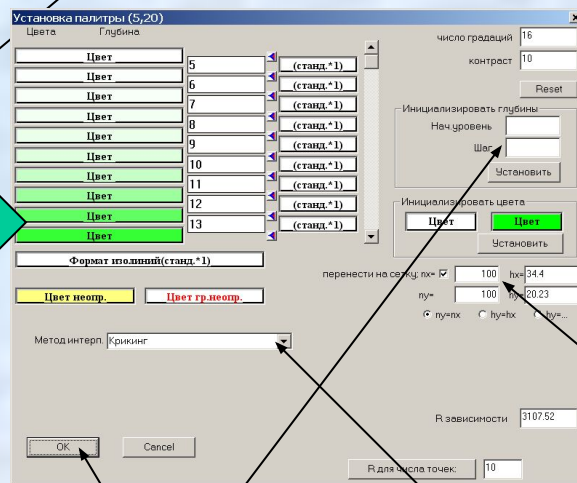 Установка палитры (5,20)
Цвета Глубина
число градаций 16
контраст 10
Reset
Цвет
Цвет
Цвет
Цвет
Цвет
Цвет
Цвет
Цвет
Цвет
Цвет
5
6
7
8
9
10
11
12
13
(станд.*1)
(станд.*1)
(станд.*1)
(станд.*1)
(станд.*1)
(станд.*1)
(станд.*1)
(станд.*1)
(станд.*1)
Инициализировать глубины
Нач.уровень
Шаг
Установить
Инициализировать цвета
Цвет Цвет
Установить
Формат изолиний(станд.*1)
перенести на сетку: nx= 100 hx= 34.4
ny= 100 hy= 20.23
ny=nx hy=hx hy=...
Цвет неопр. Цвет гр.неопр.
Метод интерп. Крикинг
R зависимости 3107.52
OK Cancel
R для числа точек: 10